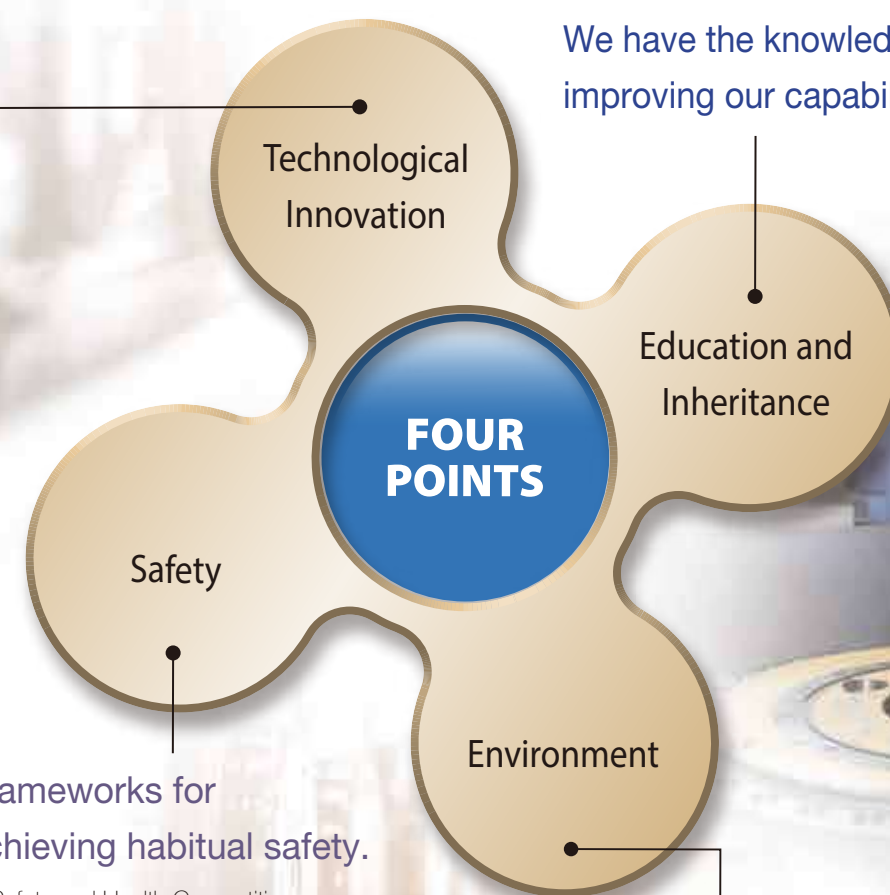 We have the knowled
improving our capabi
Technological
Innovation
Education and
Inheritance
FOUR
POINTS
Safety
Environment
ameworks for
chieving habitual safety.